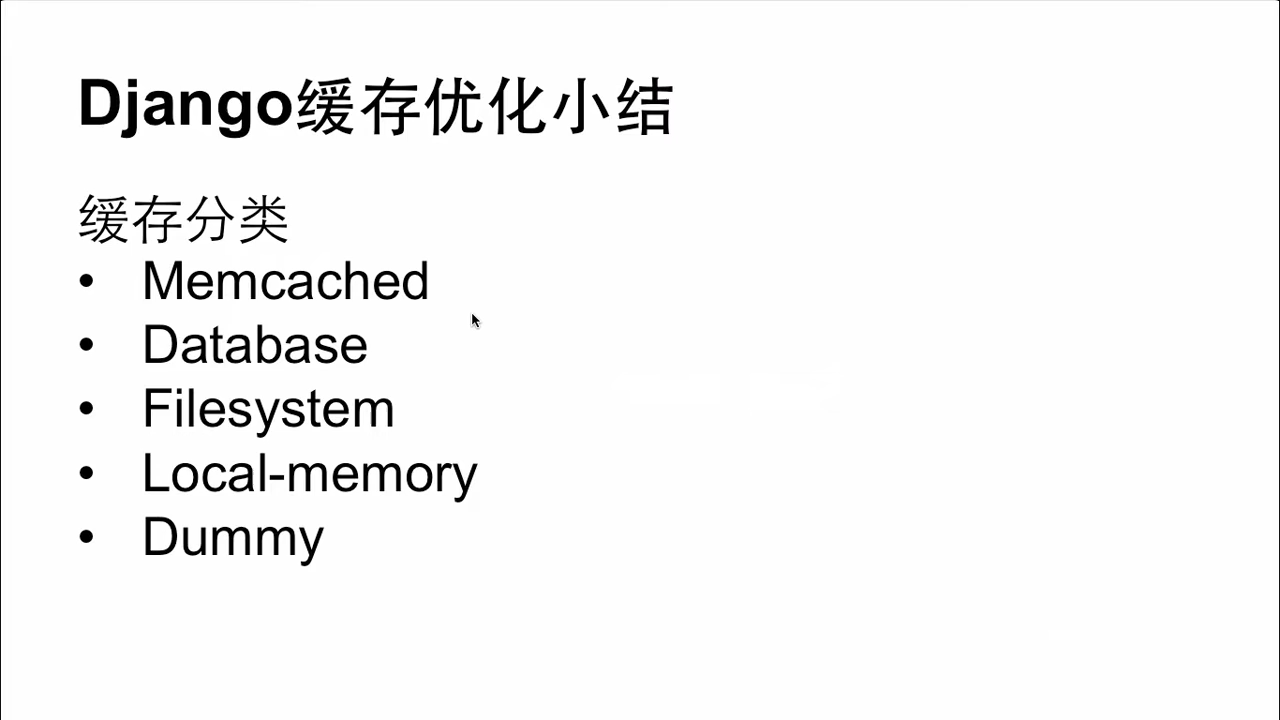 Django缓存优化小结
缓存分类
• Memcached
• Database
• Filesystem
• Local-memory
• Dummy